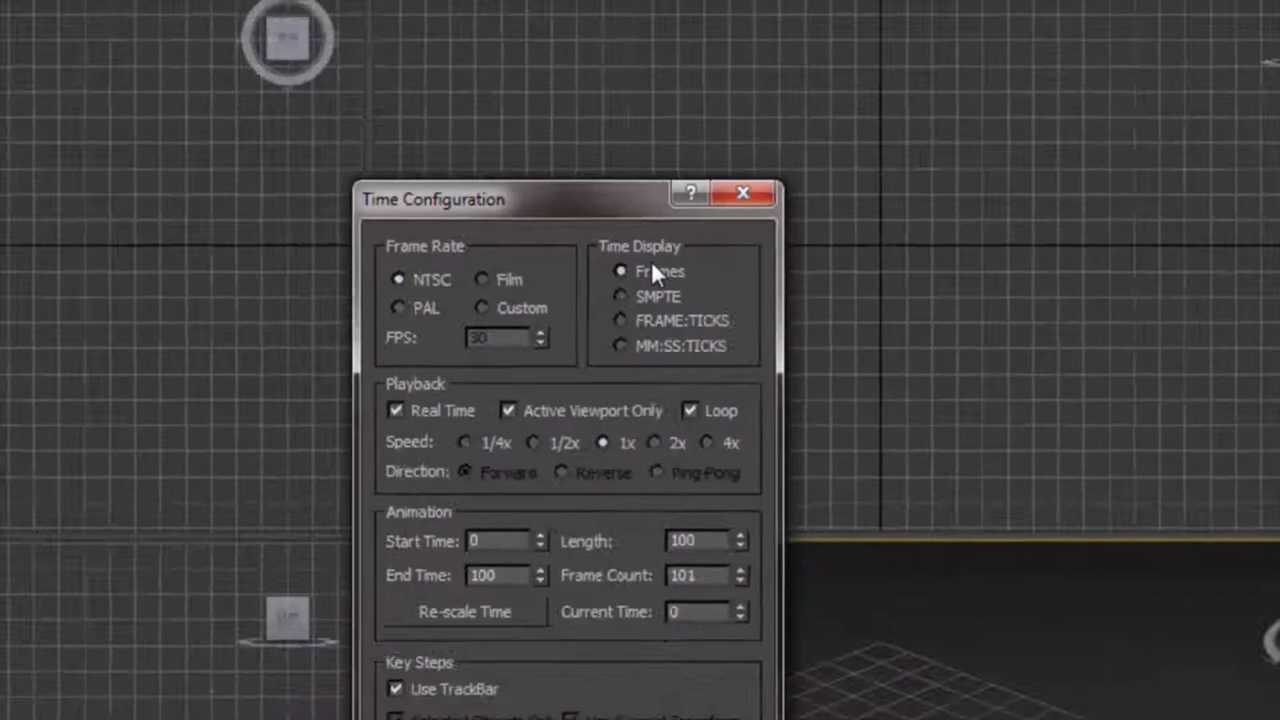 Time Configuration ?
Frame Rate
NTSC Film
PAL Custom
FPS: 30
Time Display
Frames
SMPTE
FRAME:TICKS
MM:SS:TICKS
Playback
Real Time Active Viewport Only Loop
Speed: 1/4x 1/2x 1x 2x 4x
Direction: Forward Reverse Ping-Pong
Animation
Start Time: 0 Length: 100
End Time: 100 Frame Count: 101
Re-scale Time Current Time: 0
Key Steps
Use TrackBar